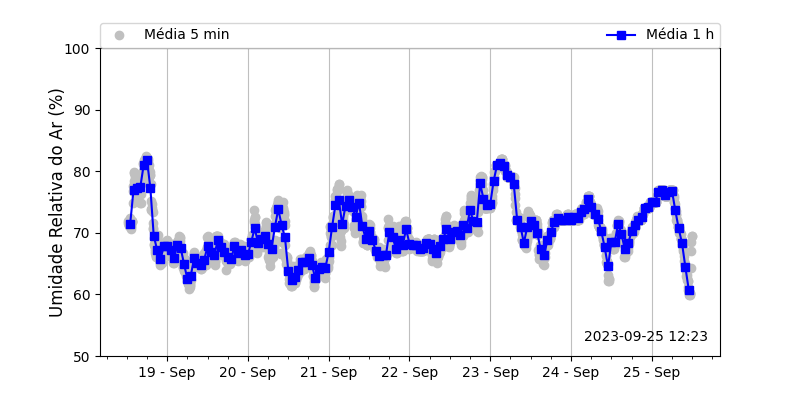 Média 5 min
Média 1 h
Umidade Relativa do Ar (%)
100
90
80
70
60
50
2023-09-25 12:23
19 - Sep
20 - Sep
21 - Sep
22 - Sep
23 - Sep
24 - Sep
25 - Sep